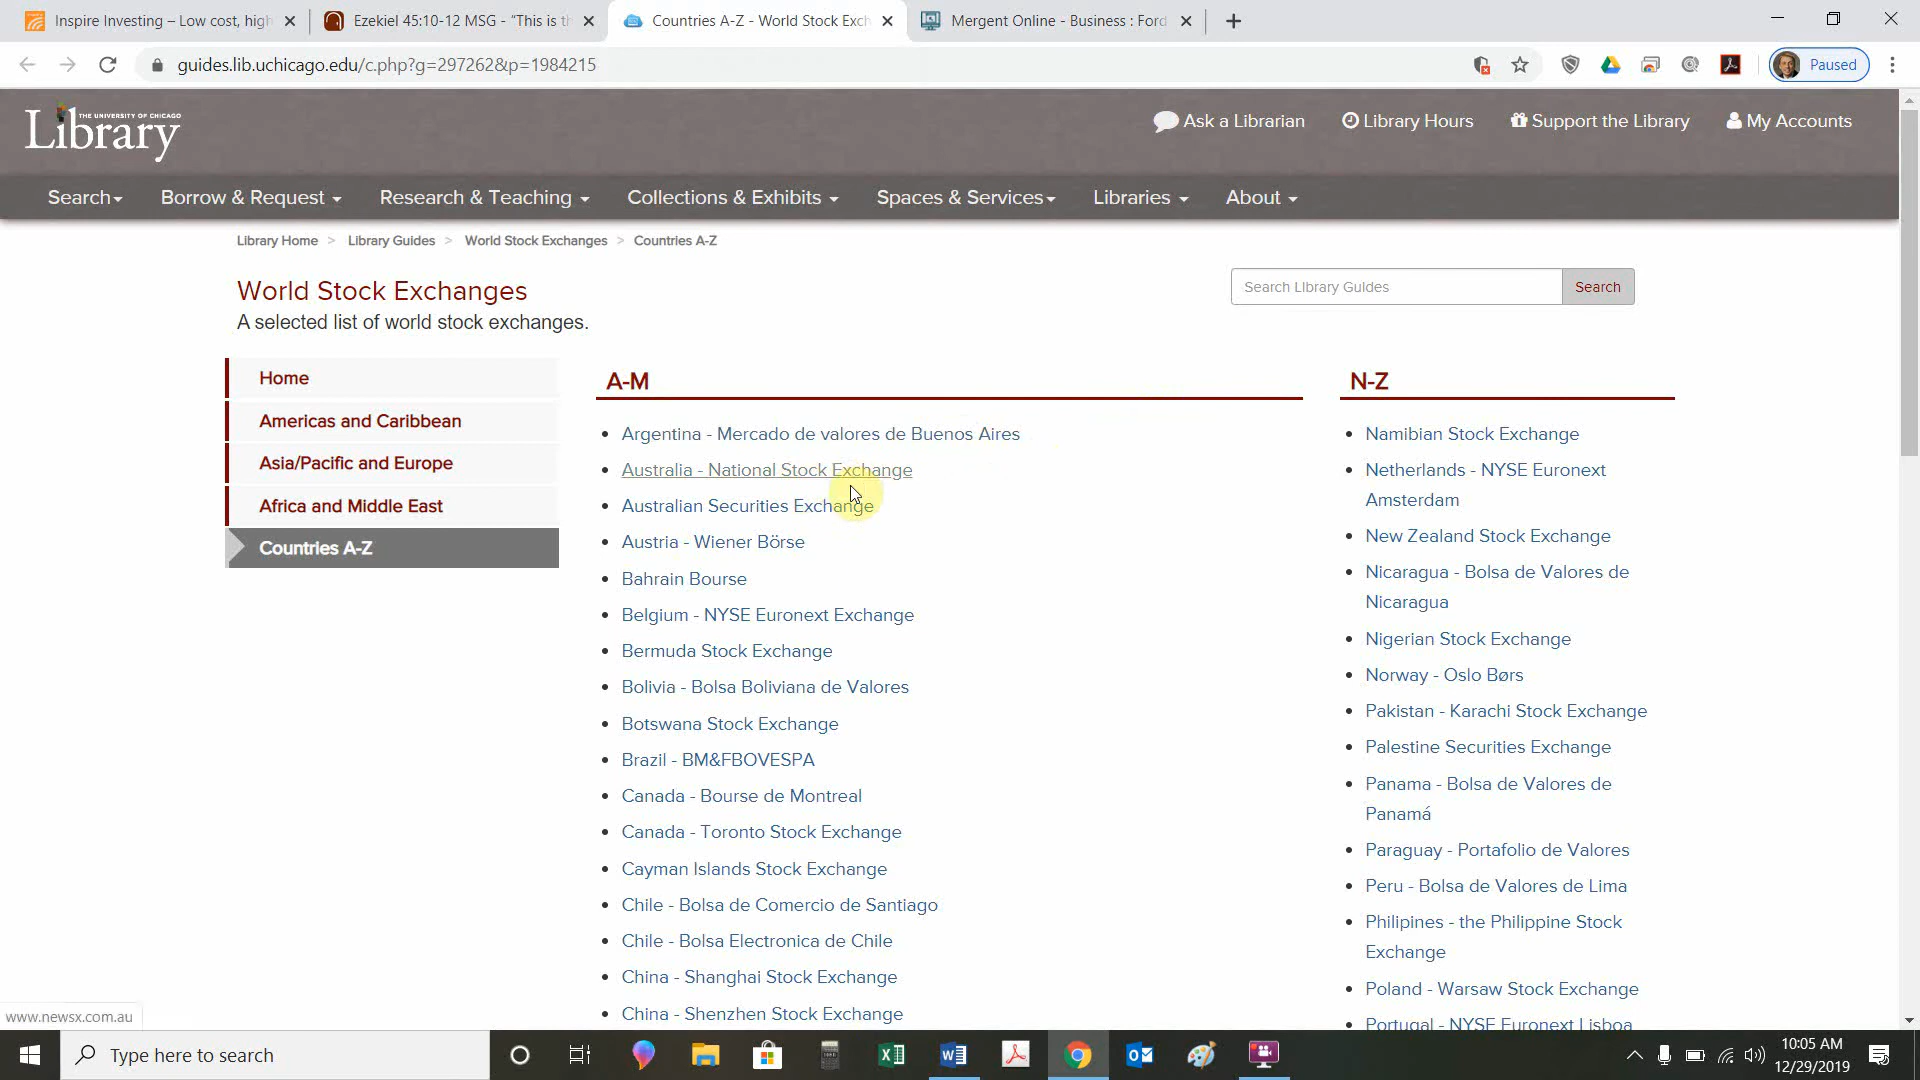 Inspire Investing – Low cost, high
Ezekiel 45:10-12 MSG - "This is th
Countries A-Z - World Stock Exch
Mergent Online - Business : Ford
guides.lib.uchicago.edu/c.php?g=297262&p=1984215
Paused
THE UNIVERSITY OF CHICAGO
Library
Ask a Librarian
Library Hours
Support the Library
My Accounts
Search
Borrow & Request
Research & Teaching
Collections & Exhibits
Spaces & Services
Libraries
About
Library Home > Library Guides > World Stock Exchanges > Countries A-Z
World Stock Exchanges
A selected list of world stock exchanges.
Search Library Guides
Search
Home
Americas and Caribbean
Asia/Pacific and Europe
Africa and Middle East
Countries A-Z
A-M
Argentina - Mercado de valores de Buenos Aires
Australia - National Stock Exchange
Australian Securities Exchange
Austria - Wiener Börse
Bahrain Bourse
Belgium - NYSE Euronext Exchange
Bermuda Stock Exchange
Bolivia - Bolsa Boliviana de Valores
Botswana Stock Exchange
Brazil - BM&FBOVESPA
Canada - Bourse de Montreal
Canada - Toronto Stock Exchange
Cayman Islands Stock Exchange
Chile - Bolsa de Comercio de Santiago
Chile - Bolsa Electronica de Chile
China - Shanghai Stock Exchange
China - Shenzhen Stock Exchange
N-Z
Namibian Stock Exchange
Netherlands - NYSE Euronext
Amsterdam
New Zealand Stock Exchange
Nicaragua - Bolsa de Valores de
Nicaragua
Nigerian Stock Exchange
Norway - Oslo Børs
Pakistan - Karachi Stock Exchange
Palestine Securities Exchange
Panama - Bolsa de Valores de
Panamá
Paraguay - Portafolio de Valores
Peru - Bolsa de Valores de Lima
Philipines - the Philippine Stock
Exchange
Poland - Warsaw Stock Exchange
Portugal - NYSE Euronext Lisboa
www.newsx.com.au
Type here to search
10:05 AM
12/29/2019